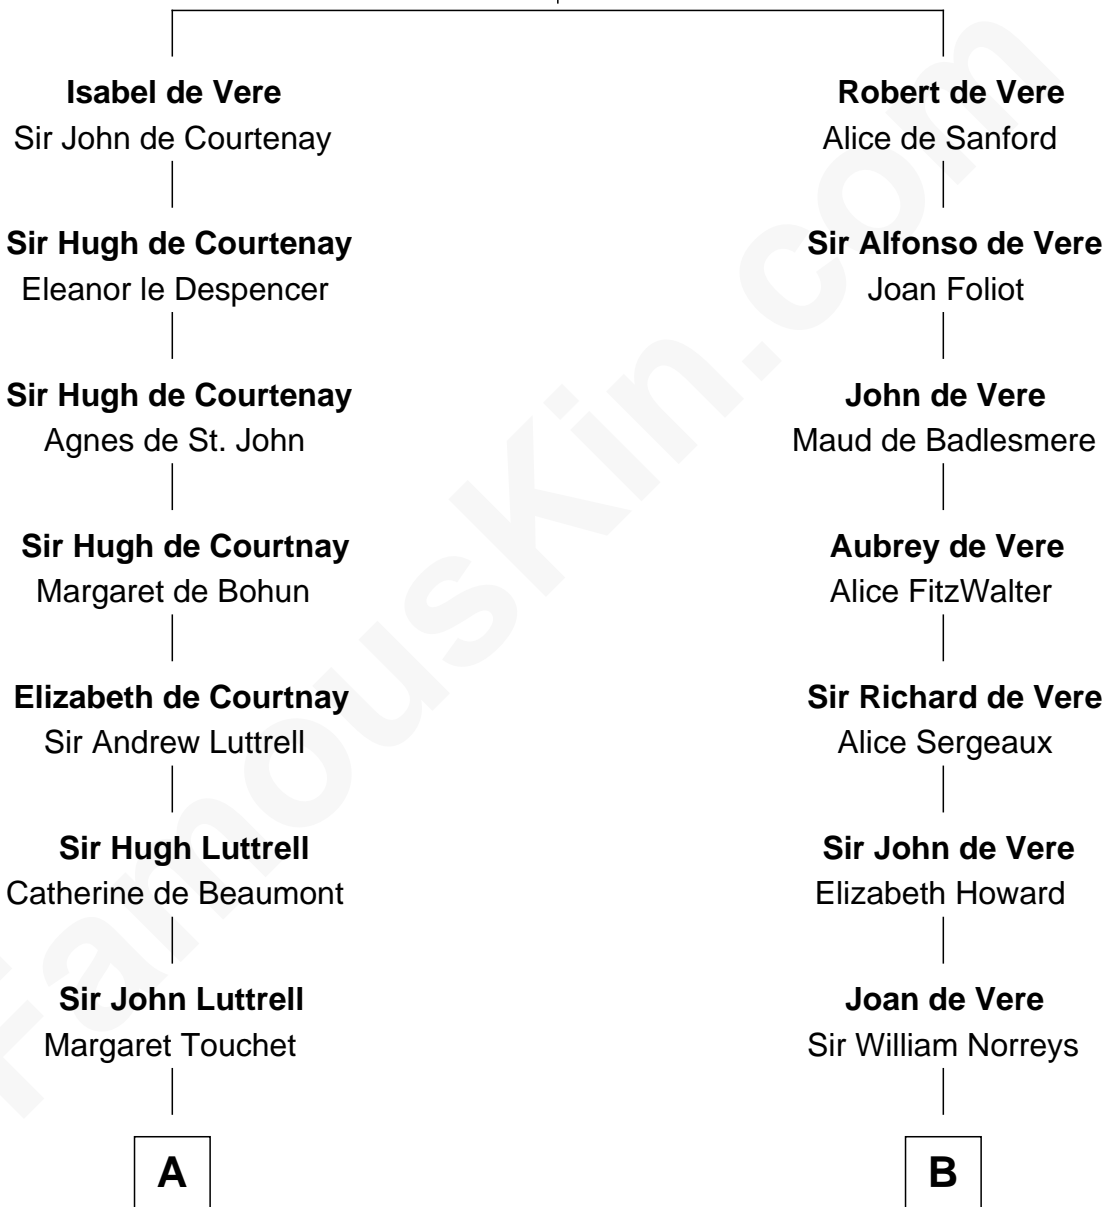 Isabel de Vere
Sir John de Courtenay
Sir Hugh de Courtenay
Eleanor le Despencer
Sir Hugh de Courtenay
Agnes de St. John
Sir Hugh de Courtnay
Margaret de Bohun
Elizabeth de Courtnay
Sir Andrew Luttrell
Sir Hugh Luttrell
Catherine de Beaumont
Sir John Luttrell
Margaret Touchet
A
Robert de Vere
Alice de Sanford
Sir Alfonso de Vere
Joan Foliot
John de Vere
Maud de Badlesmere
Aubrey de Vere
Alice FitzWalter
Sir Richard de Vere
Alice Sergeaux
Sir John de Vere
Elizabeth Howard
Joan de Vere
Sir William Norreys
B
FamousKin.com